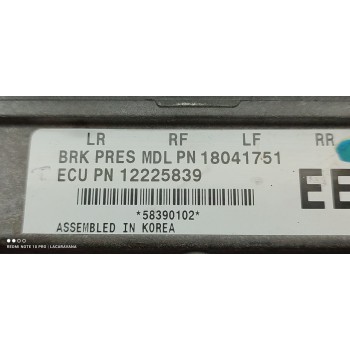 LR RF LF RR
BRK PRES MDL PN 18041751
ECU PN 12225839
EE
*58390102*
ASSEMBLED IN KOREA
REDMI NOTE 10 PRO | LACARAVANA